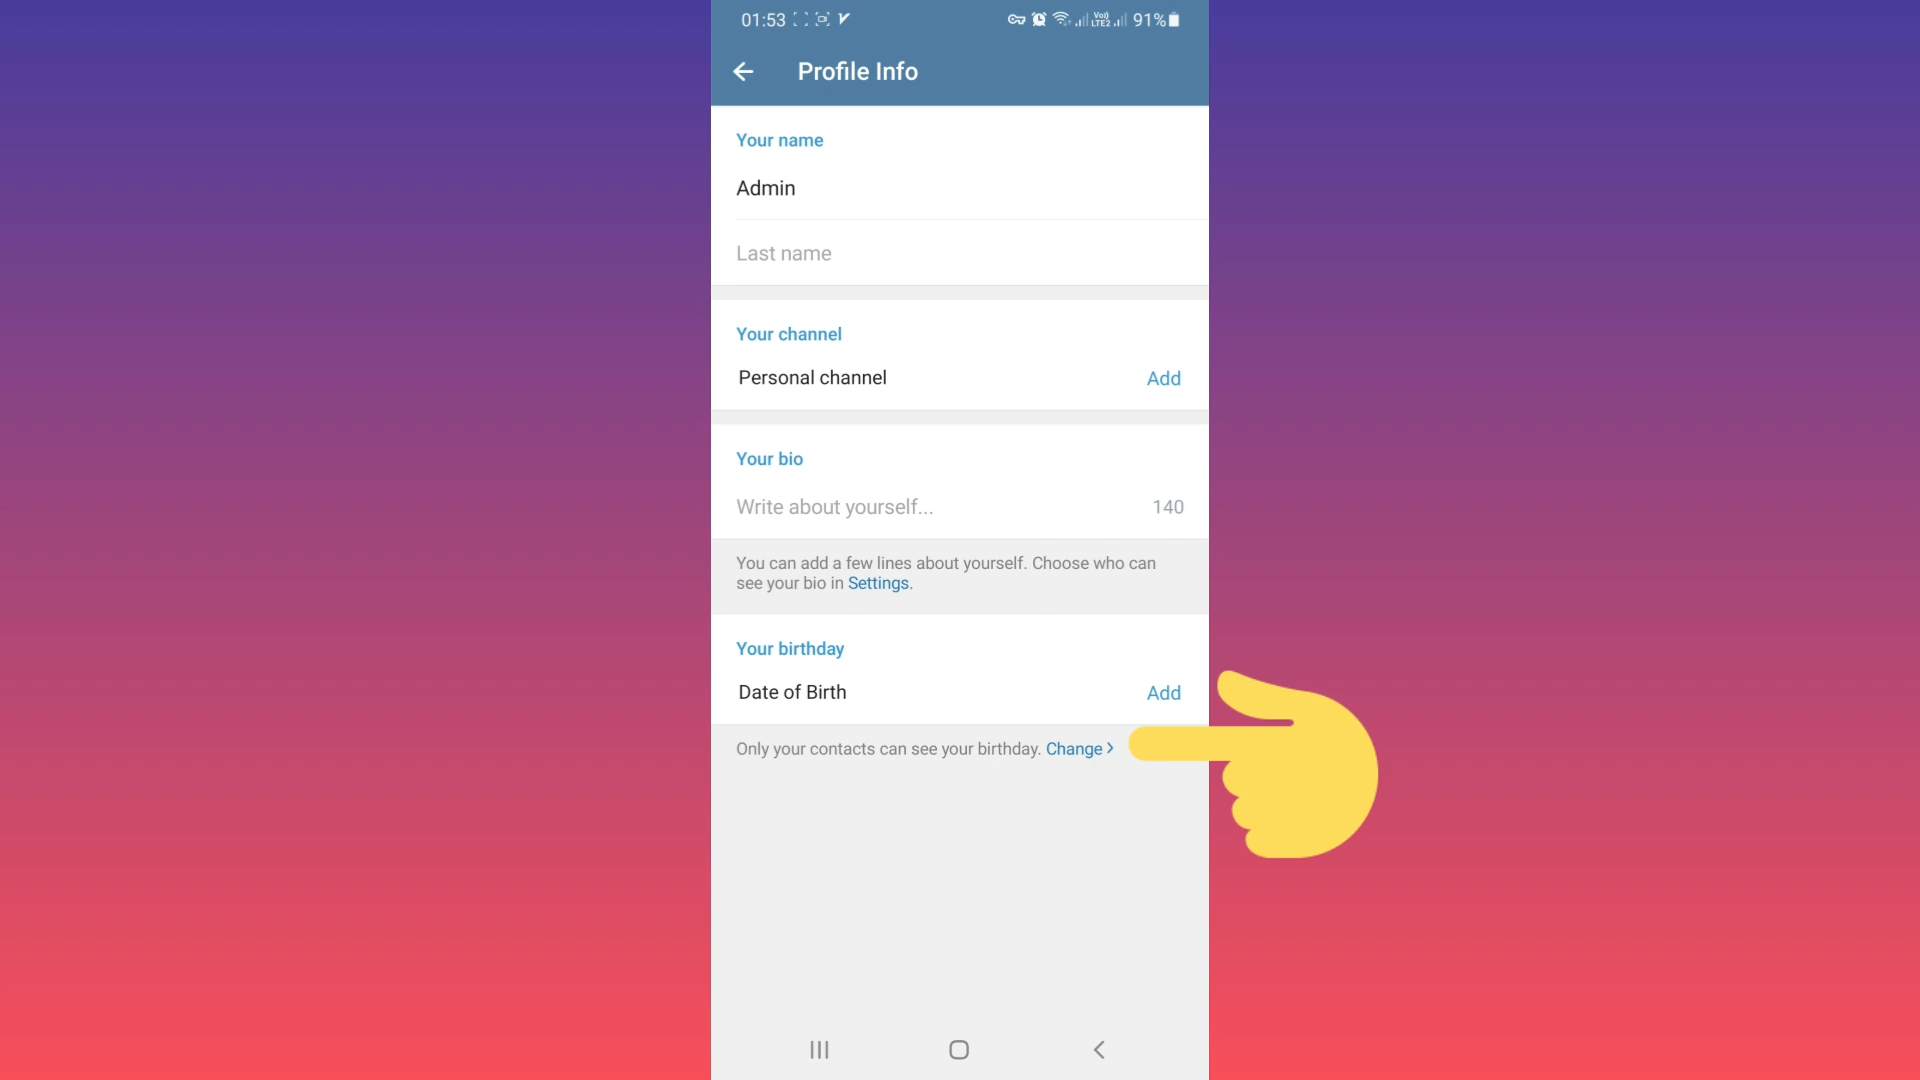 01:53 Vo)) LTE2 91%
Profile Info
Your name
Admin
Last name
Your channel
Personal channel Add
Your bio
Write about yourself... 140
You can add a few lines about yourself. Choose who can
see your bio in Settings.
Your birthday
Date of Birth Add
Only your contacts can see your birthday. Change >